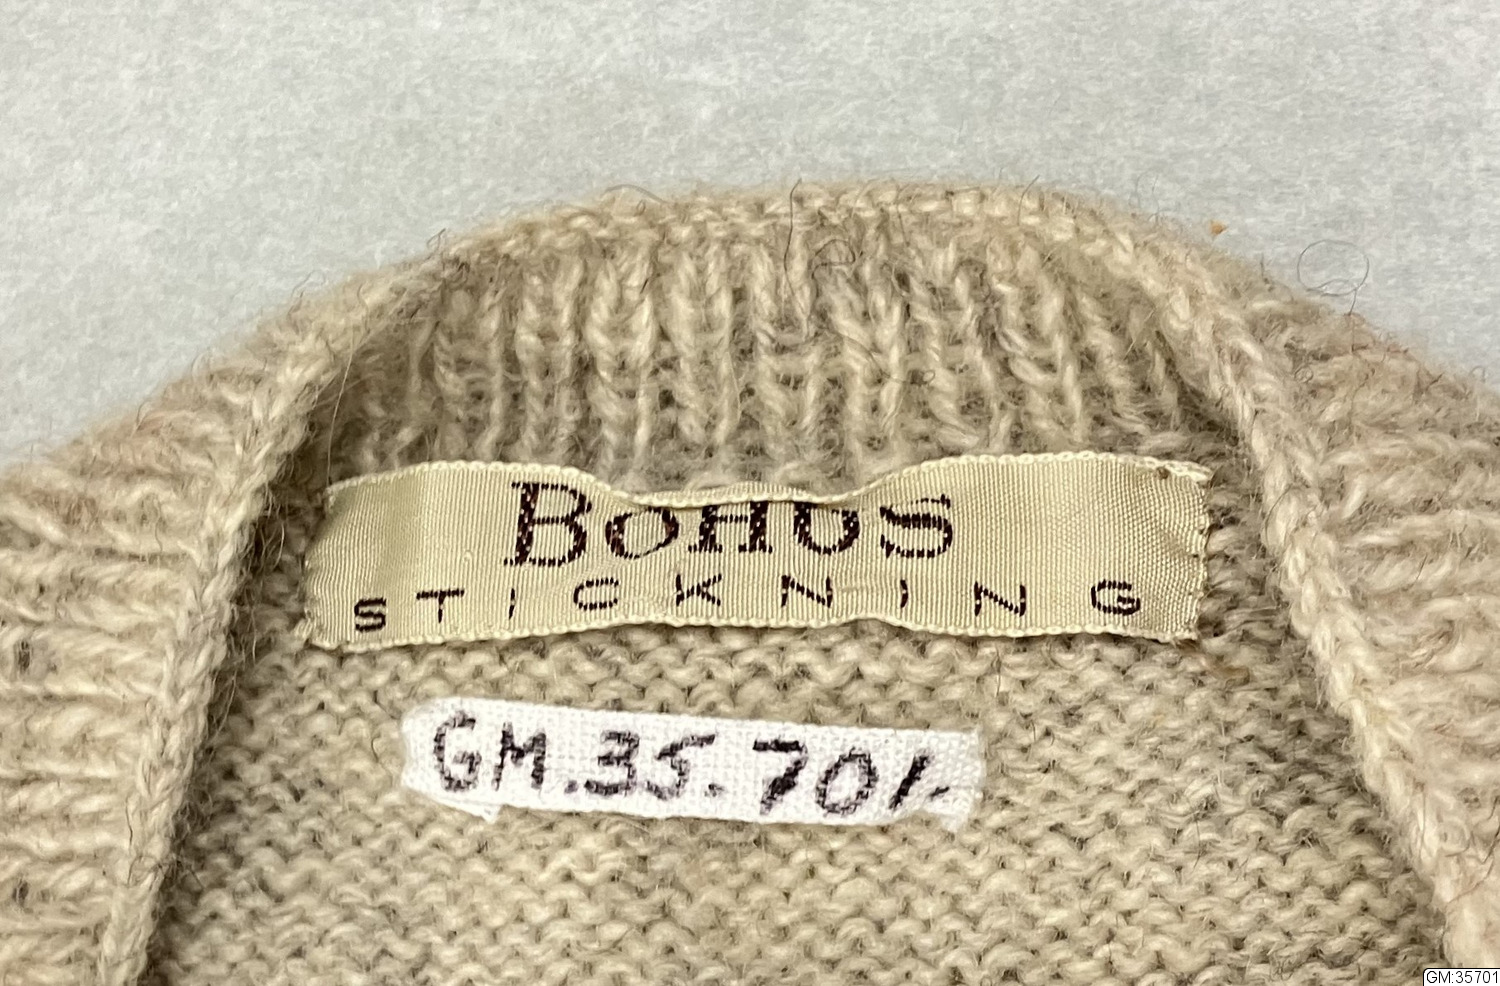 BOHUS
STICKNING
GM.35.701.
GM:35701